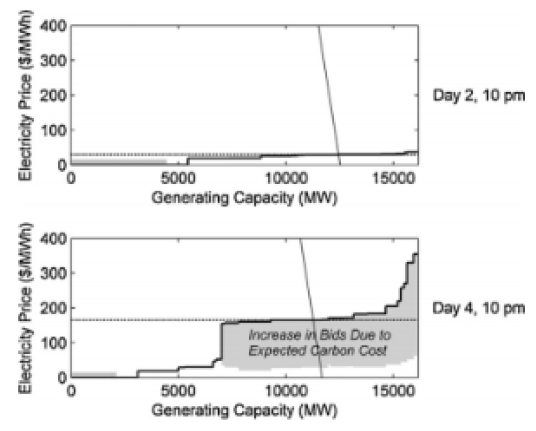 400
300
200
100
0
Electricity Price ($/MWh)
0 5000 10000 15000
Generating Capacity (MW)
Day 2, 10 pm
400
300
200
100
0
Electricity Price ($/MWh)
Increase in Bids Due to
Expected Carbon Cost
0 5000 10000 15000
Generating Capacity (MW)
Day 4, 10 pm